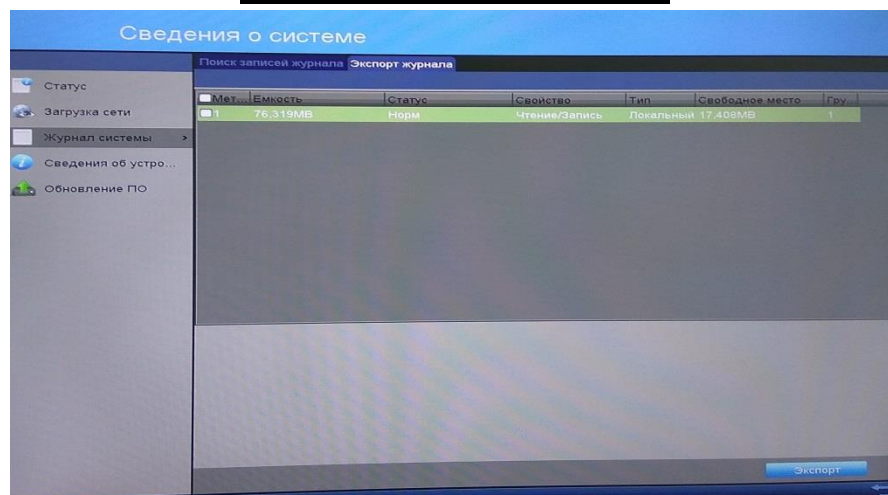 Сведения о системе
Поиск записей журнала Экспорт журнала
Статус
Загрузка сети
Журнал системы >
Сведения об устро...
Обновление ПО
Мет... Емкость Статус Свойство Тип Свободное место Гру
1 76,319MB Норм Чтение/Запись Локальный 17,408MB 1
Экспорт